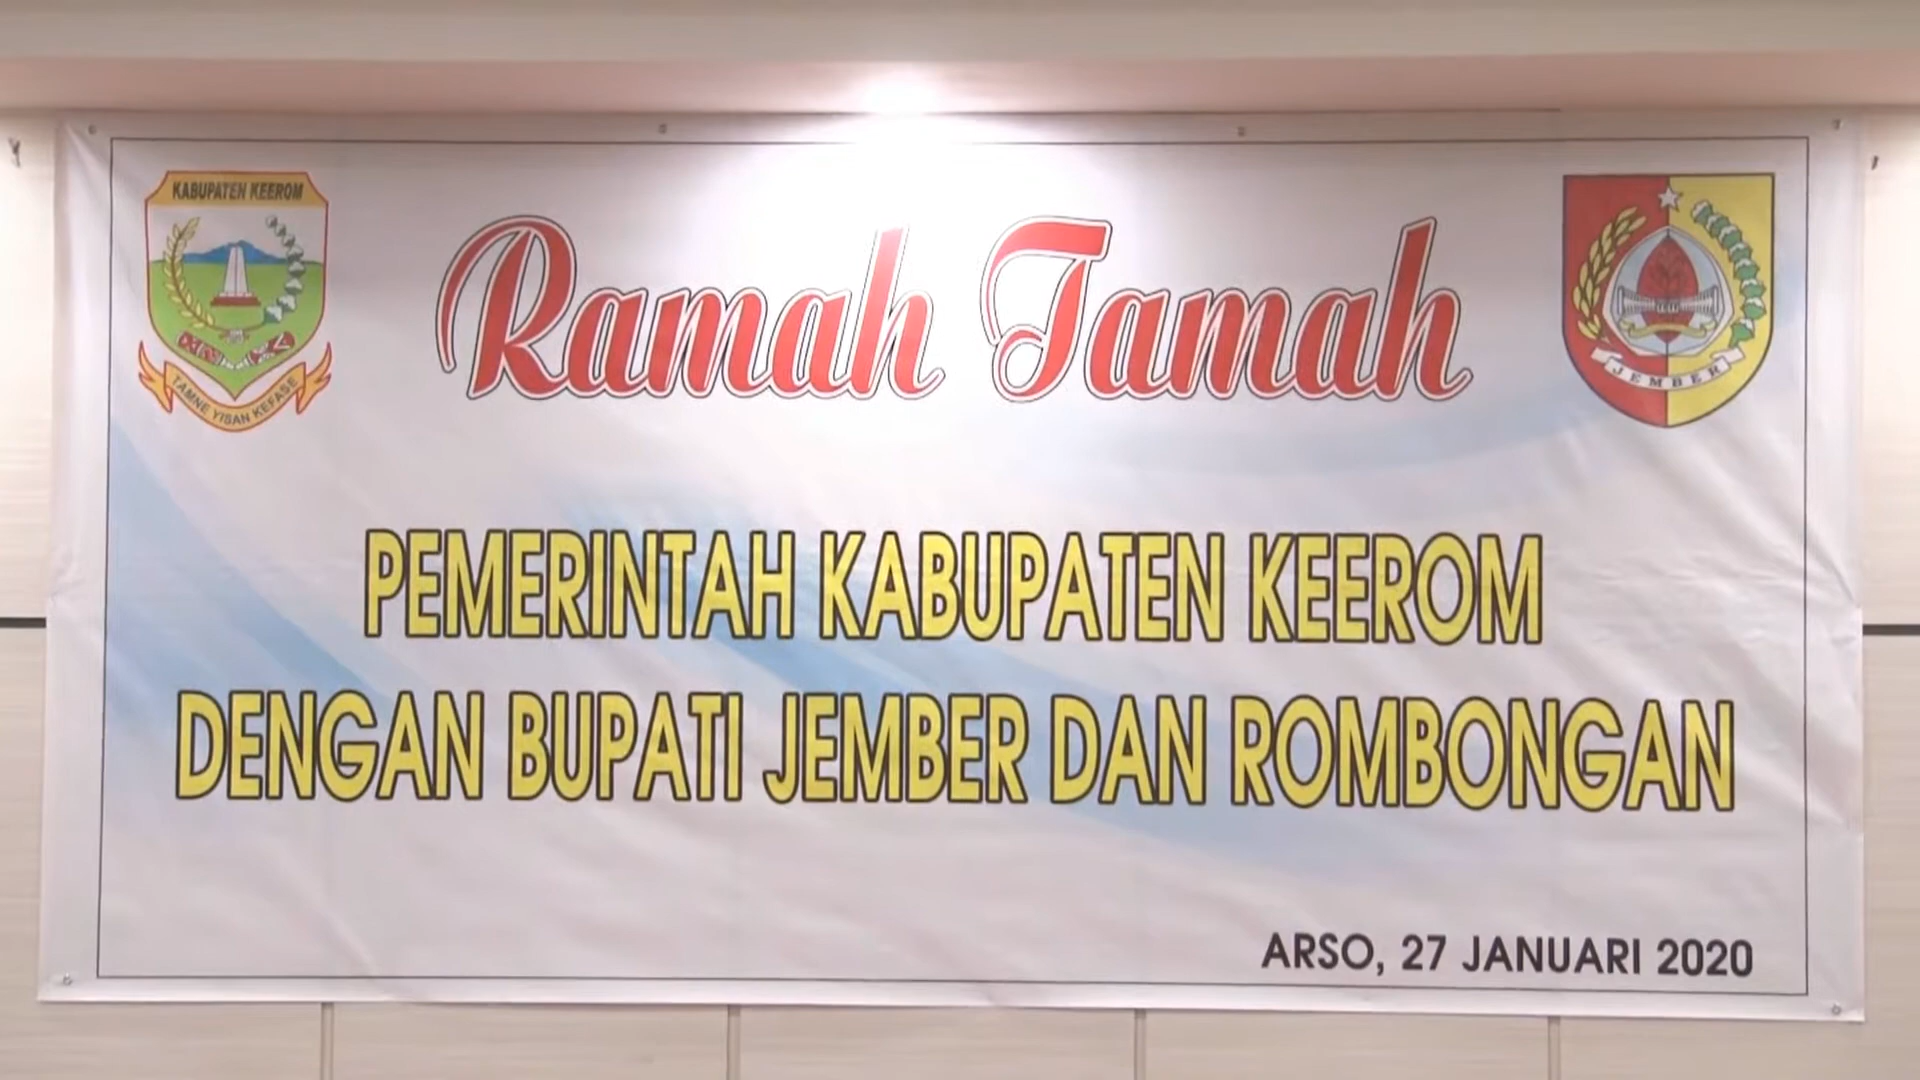 KABUPATEN KEEROM
TAMNE YISAN KEFASE
Ramah Tamah
JEMBER
PEMERINTAH KABUPATEN KEEROM
DENGAN BUPATI JEMBER DAN ROMBONGAN
ARSO, 27 JANUARI 2020